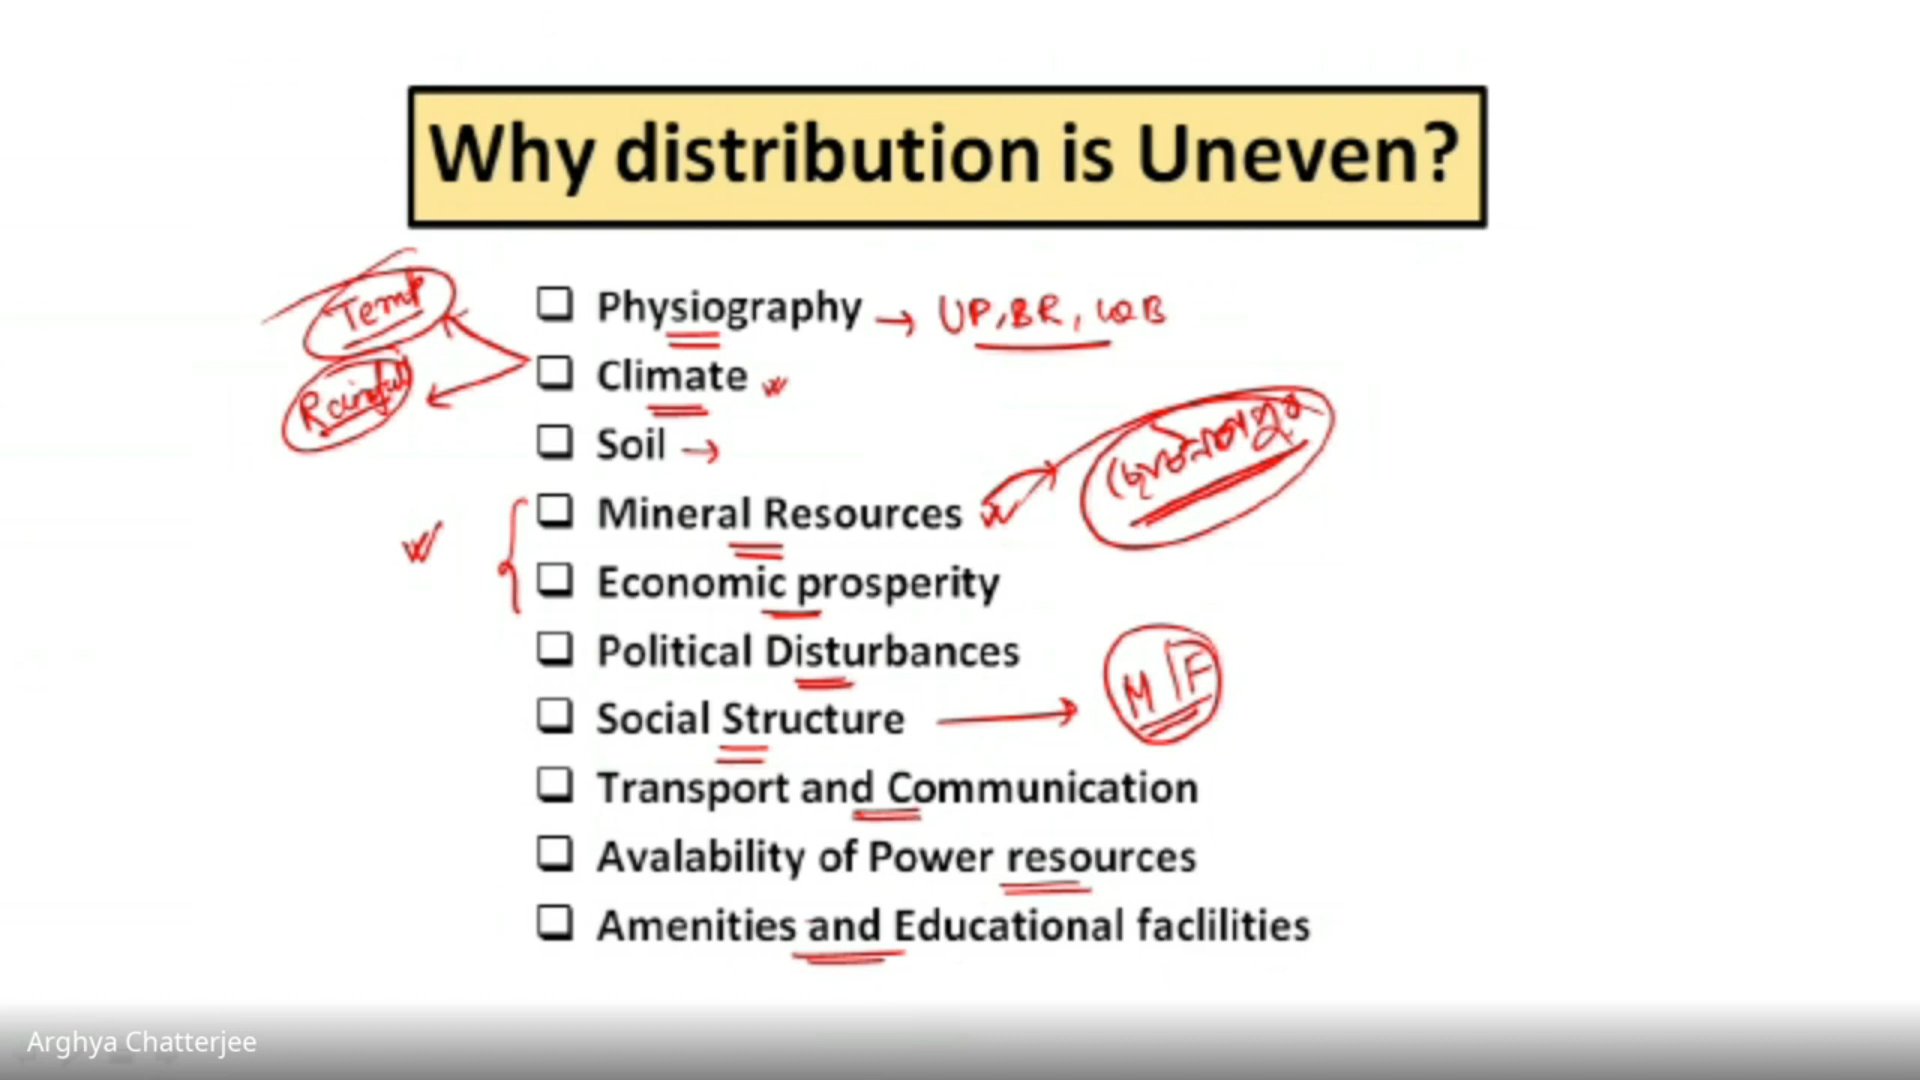 Why distribution is Uneven?
Temp
Rainfall
Physiography → UP, BR, WB
Climate
Soil →
Mineral Resources
Economic prosperity
Political Disturbances
Social Structure → M/F
Transport and Communication
Avalability of Power resources
Amenities and Educational faclilities
Arghya Chatterjee